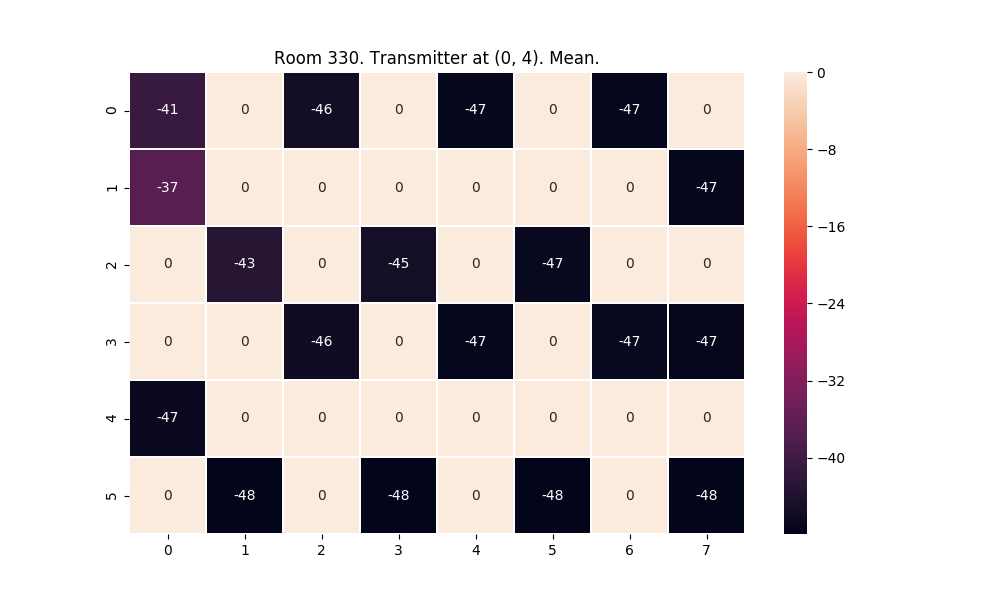 Room 330. Transmitter at (0, 4). Mean.
0 -41 0 -46 0 -47 0 -47 0
1 -37 0 0 0 0 0 0 -47
2 0 -43 0 -45 0 -47 0 0
3 0 0 -46 0 -47 0 -47 -47
4 -47 0 0 0 0 0 0 0
5 0 -48 0 -48 0 -48 0 -48
0 1 2 3 4 5 6 7
0
−8
−16
−24
−32
−40